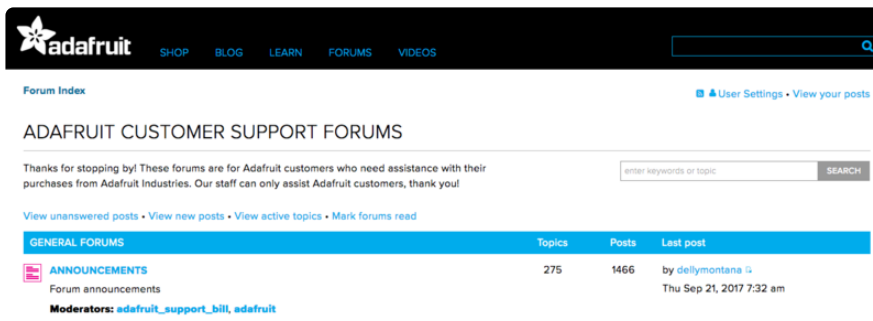 adafruit SHOP BLOG LEARN FORUMS VIDEOS
Forum Index
User Settings • View your posts
ADAFRUIT CUSTOMER SUPPORT FORUMS
Thanks for stopping by! These forums are for Adafruit customers who need assistance with their
purchases from Adafruit Industries. Our staff can only assist Adafruit customers, thank you!
enter keywords or topic SEARCH
View unanswered posts • View new posts • View active topics • Mark forums read
GENERAL FORUMS Topics Posts Last post
ANNOUNCEMENTS 275 1466 by dellymontana
Forum announcements Thu Sep 21, 2017 7:32 am
Moderators: adafruit_support_bill, adafruit